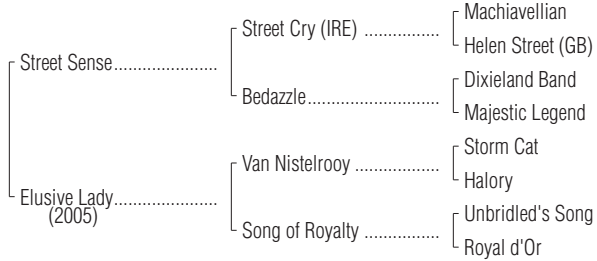 Machiavellian
Street Cry (IRE) ................
Helen Street (GB)
Street Sense......................
Dixieland Band
Bedazzle............................
Majestic Legend
Storm Cat
Van Nistelrooy ..................
Halory
Elusive Lady......................
(2005)
Unbridled's Song
Song of Royalty ................
Royal d'Or